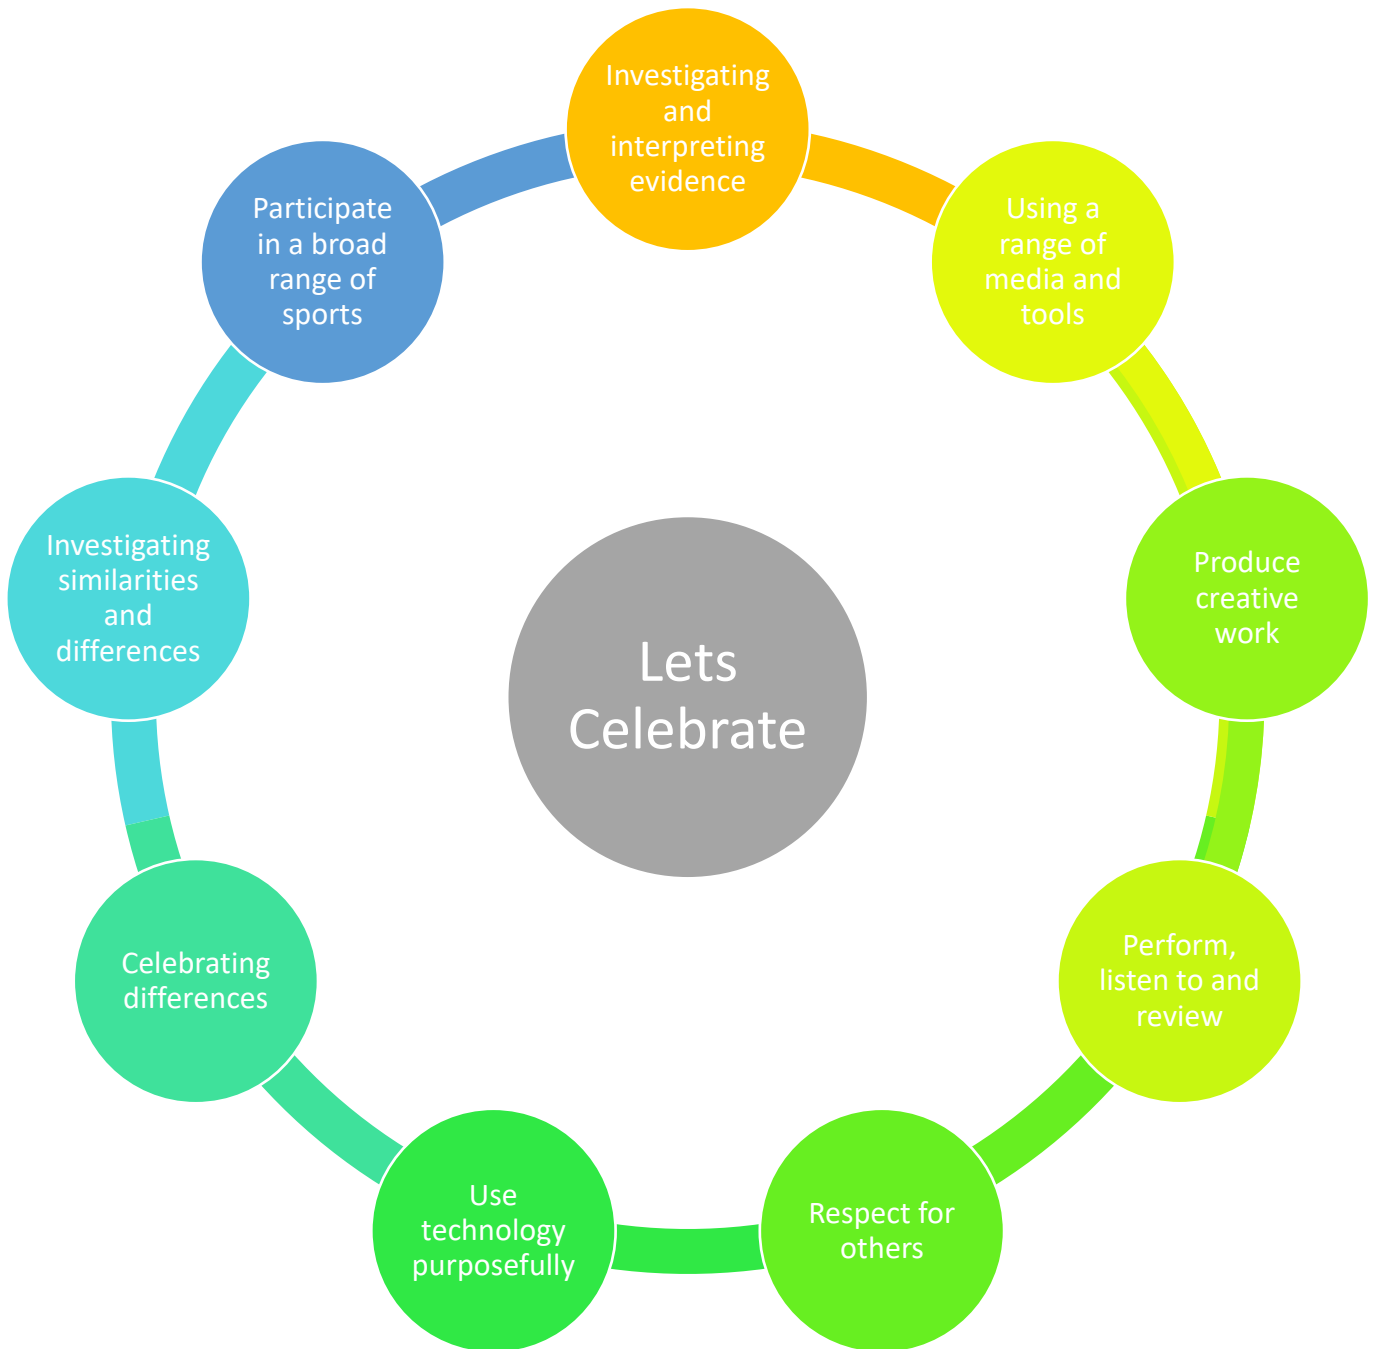 Investigating
and
interpreting
evidence
Using a
range of
media and
tools
Produce
creative
work
Perform,
listen to and
review
Respect for
others
Use
technology
purposefully
Celebrating
differences
Investigating
similarities
and
differences
Participate
in a broad
range of
sports
Lets
Celebrate